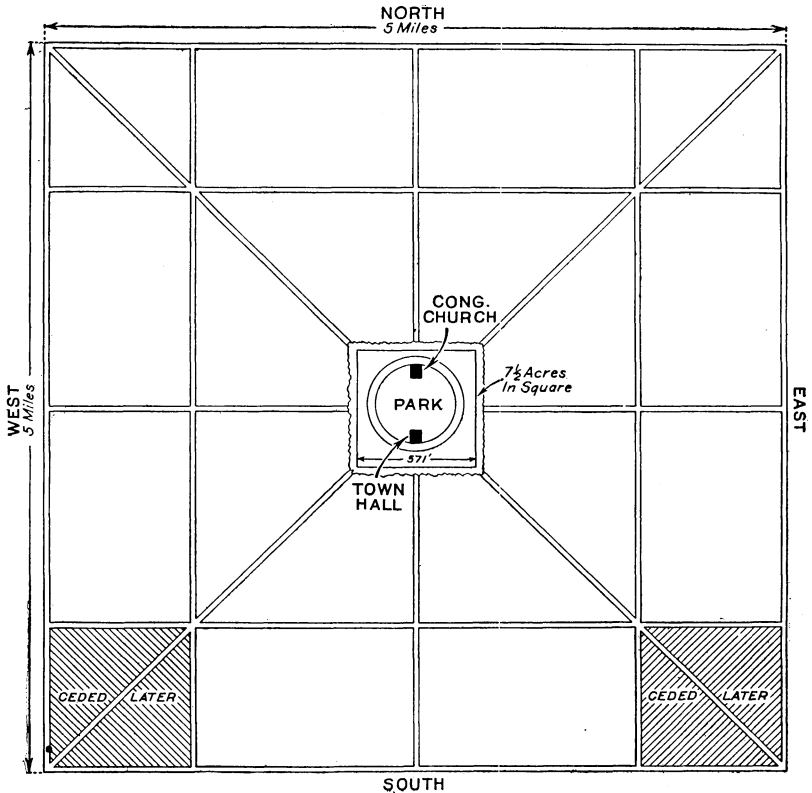 NORTH
5 Miles
CONG.
CHURCH
7½ Acres
In Square
WEST
5 Miles
PARK
EAST
571'
TOWN
HALL
CEDED LATER
CEDED LATER
SOUTH